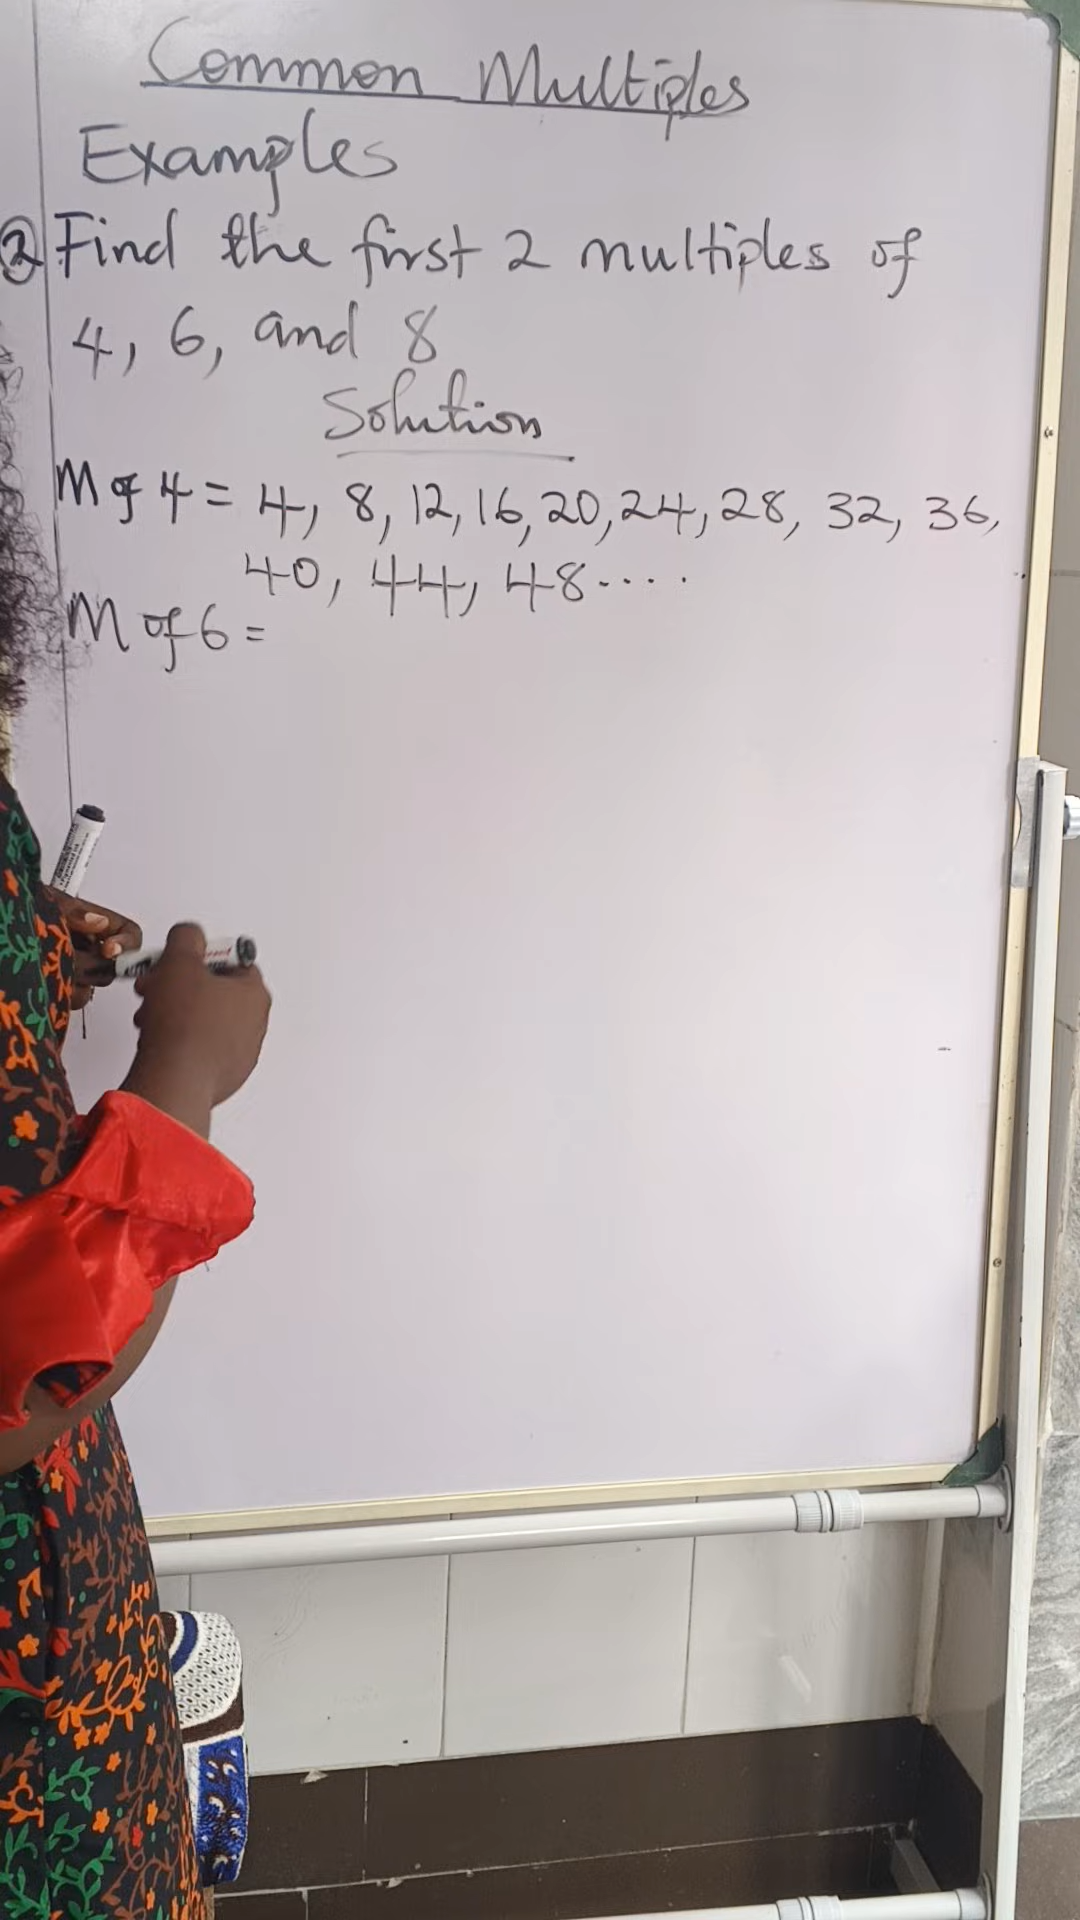 Common Multiples
Examples
② Find the first 2 multiples of
4, 6, and 8
Solution
M of 4 = 4, 8, 12, 16, 20, 24, 28, 32, 36,
40, 44, 48....
M of 6 =